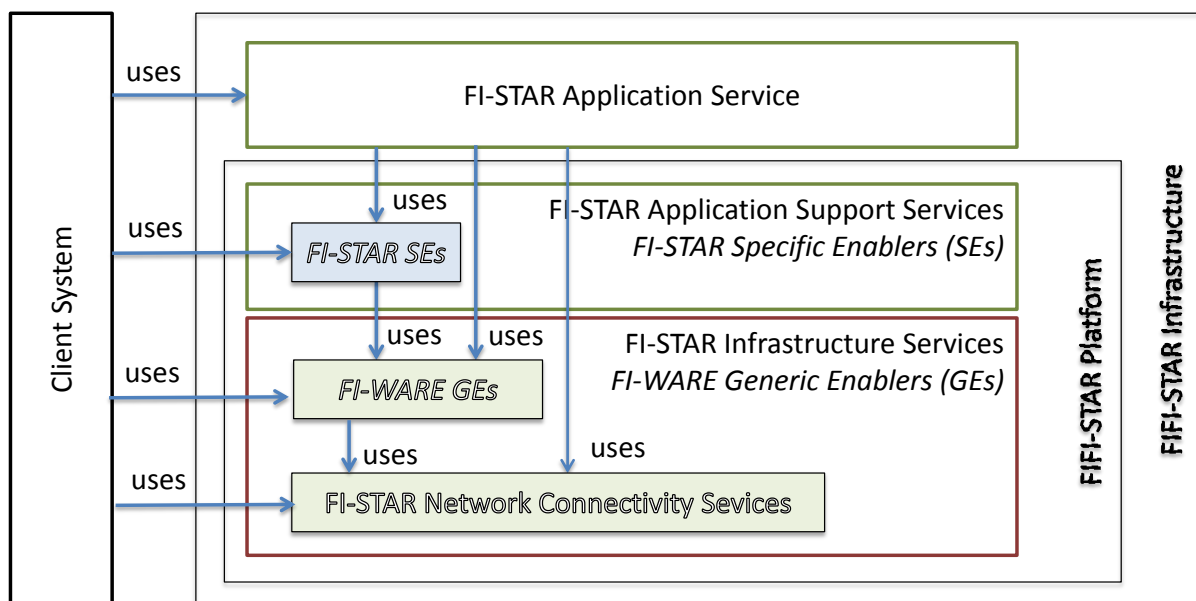 uses
FI-STAR Application Service
Client System
uses
FI-STAR Application Support Services
FI-STAR Specific Enablers (SEs)
uses
FI-STAR SEs
uses
uses
FI-STAR Infrastructure Services
FI-WARE Generic Enablers (GEs)
uses
FI-WARE GEs
uses
uses
uses
FI-STAR Network Connectivity Sevices
FIFI-STAR Platform
FIFI-STAR Infrastructure